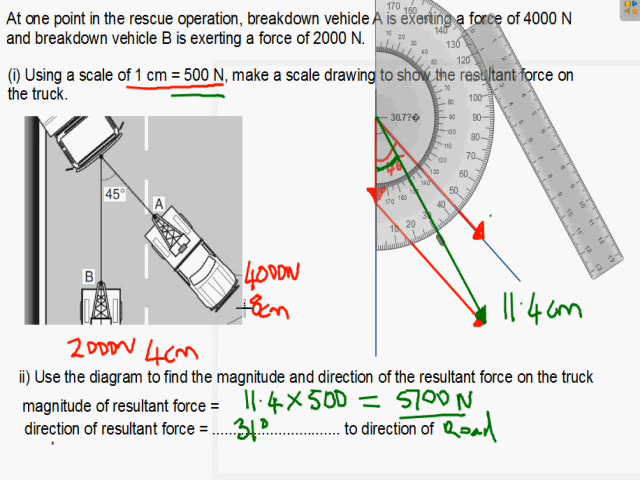 At one point in the rescue operation, breakdown vehicle A is exerting a force of 4000 N
and breakdown vehicle B is exerting a force of 2000 N.
(i) Using a scale of 1 cm = 500 N, make a scale drawing to show the resultant force on
the truck.
45°
A
B
4000N
8cm
2000N 4cm
11.4cm
ii) Use the diagram to find the magnitude and direction of the resultant force on the truck
magnitude of resultant force = 11.4 × 500 = 5700 N
direction of resultant force = ...31°... to direction of Road